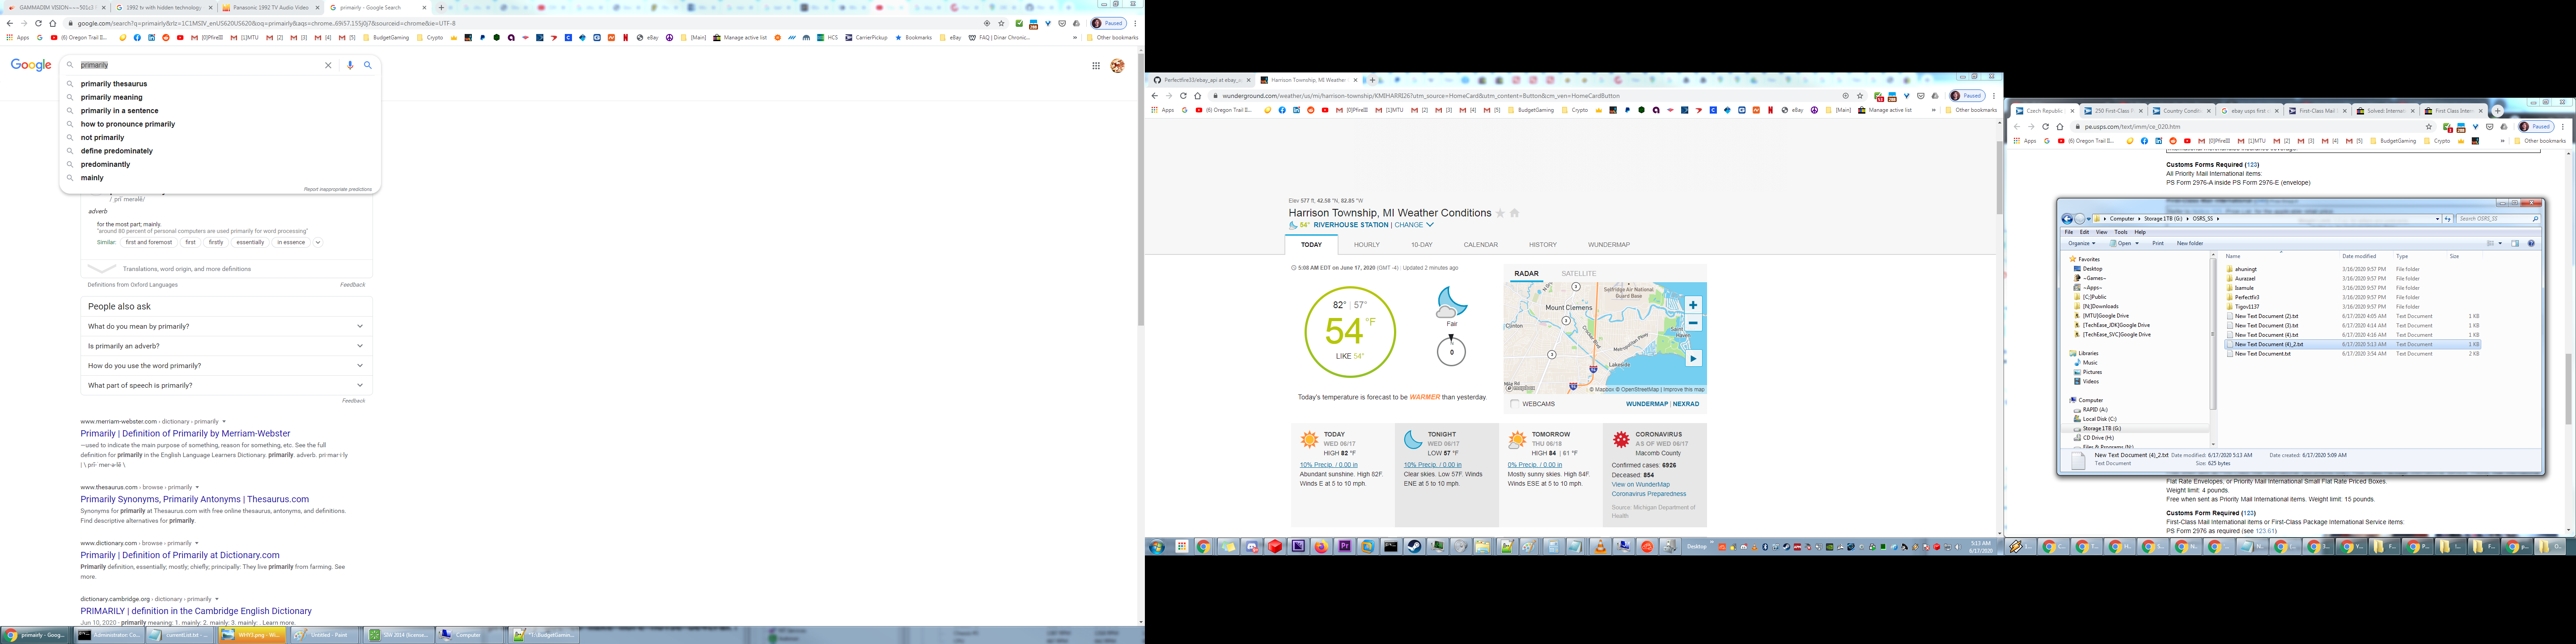 GAMMACISM VISION
1992 tv with hidden technology
Panasonic 1992 TV Audio Video
primarily - Google Search
google.com/search?q=primarily&rlz=1C1MSIV_enUS620US620&oq=primarily&aqs=chrome..69i57.155j0j7&sourceid=chrome&ie=UTF-8
Paused
Apps
BudgetGaming
Crypto
eBay
[Main]
Manage active list
HCS
CarrierPickup
Bookmarks
eBay
FAQ | Dinar Chronic...
Other bookmarks
Google
primarily
primarily thesaurus
primarily meaning
primarily in a sentence
how to pronounce primarily
not primarily
define predominately
predominantly
mainly
Report inappropriate predictions
adverb
for the most part; mainly.
"around 80 percent of personal computers are used primarily for word processing"
Similar: first and foremost first firstly essentially in essence
Translations, word origin, and more definitions
Definitions from Oxford Languages Feedback
People also ask
What do you mean by primarily?
Is primarily an adverb?
How do you use the word primarily?
What part of speech is primarily?
Feedback
www.merriam-webster.com › dictionary › primarily
Primarily | Definition of Primarily by Merriam-Webster
—used to indicate the main purpose of something, reason for something, etc. See the full
definition for primarily in the English Language Learners Dictionary. primarily. adverb. pri·mar·i·ly
www.thesaurus.com › browse › primarily
Primarily Synonyms, Primarily Antonyms | Thesaurus.com
Synonyms for primarily at Thesaurus.com with free online thesaurus, antonyms, and definitions.
Find descriptive alternatives for primarily.
www.dictionary.com › browse › primarily
Primarily | Definition of Primarily at Dictionary.com
Primarily definition, essentially; mostly; chiefly; principally: They live primarily from farming. See
more.
dictionary.cambridge.org › dictionary › primarily
PRIMARILY | definition in the Cambridge English Dictionary
Jun 10, 2020 - primarily meaning: 1. mainly: 2. mainly: 3. mainly: . Learn more.
primarily - Goog...
Administrator: Co...
currentList.txt - ...
WHY3.png - Wi...
Untitled - Paint
Computer
Harrison Township, MI Weather
wunderground.com/weather/us/mi/harrison-township/KMIHARRI26?utm_source=HomeCard&utm_content=Button&cm_ven=HomeCardButton
Paused
Apps
BudgetGaming
Crypto
eBay
[Main]
Manage active list
Other bookmarks
Elev 577 ft, 42.58 °N, 82.85 °W
Harrison Township, MI Weather Conditions
54° RIVERHOUSE STATION | CHANGE
TODAY HOURLY 10-DAY CALENDAR HISTORY WUNDERMAP
5:08 AM EDT on June 17, 2020 (GMT -4) | Updated 2 minutes ago
82° | 57°
54 °F
LIKE 54°
Fair
N
0
Today's temperature is forecast to be WARMER than yesterday.
RADAR SATELLITE
Mount Clemens
Selfridge Air National
Guard Base
Clinton
Metropolitan Pkwy
Lakeside
© Mapbox © OpenStreetMap | Improve this map
WEBCAMS WUNDERMAP | NEXRAD
TODAY
WED 06/17
HIGH 82 °F
10% Precip. / 0.00 in
Abundant sunshine. High 82F.
Winds E at 5 to 10 mph.
TONIGHT
WED 06/17
LOW 57 °F
10% Precip. / 0.00 in
Clear skies. Low 57F. Winds
ENE at 5 to 10 mph.
TOMORROW
THU 06/18
HIGH 84 | 61 °F
0% Precip. / 0.00 in
Mostly sunny skies. High 84F.
Winds ESE at 5 to 10 mph.
CORONAVIRUS
AS OF WED 06/17
Macomb County
Confirmed cases: 6926
Deceased: 854
View on WunderMap
Coronavirus Preparedness
Source: Michigan Department of
Health
Desktop
5:13 AM
6/17/2020
Czech Republic
250 First-Class
Country Condit
ebay usps first c
First-Class Mail
Solved: Internat
First Class Inter
pe.usps.com/text/imm/ce_020.htm
Paused
Apps
BudgetGaming
Crypto
Other bookmarks
Customs Forms Required (123)
All Priority Mail International items:
PS Form 2976-A inside PS Form 2976-E (envelope)
Computer ▸ Storage 1TB (G:) ▸ OSRS_SS
Search OSRS_SS
File Edit View Tools Help
Organize Open Print New folder
Favorites
Desktop
~Games~
~Apps~
[C:]Public
[N:]Downloads
[MTU]Google Drive
[TechEase_JDK]Google Drive
[TechEase_SVC]Google Drive
Libraries
Music
Pictures
Videos
Computer
RAPID (A:)
Local Disk (C:)
Storage 1TB (G:)
CD Drive (H:)
Name Date modified Type Size
ahuningt 3/16/2020 9:57 PM File folder
Aurazael 3/16/2020 9:57 PM File folder
bamule 3/16/2020 9:57 PM File folder
Perfectfir3 3/16/2020 9:57 PM File folder
Tigov1137 3/16/2020 9:57 PM File folder
New Text Document (2).txt 6/17/2020 4:05 AM Text Document 1 KB
New Text Document (3).txt 6/17/2020 4:14 AM Text Document 1 KB
New Text Document (4).txt 6/17/2020 4:16 AM Text Document 1 KB
New Text Document (4)_2.txt 6/17/2020 5:13 AM Text Document 1 KB
New Text Document.txt 6/17/2020 3:54 AM Text Document 2 KB
New Text Document (4)_2.txt Date modified: 6/17/2020 5:13 AM Date created: 6/17/2020 5:09 AM
Text Document Size: 625 bytes
Flat Rate Envelopes, or Priority Mail International Small Flat Rate Priced Boxes.
Weight limit: 4 pounds.
Free when sent as Priority Mail International items. Weight limit: 15 pounds.
Customs Form Required (123)
First-Class Mail International items or First-Class Package International Service items:
PS Form 2976 as required (see 123.61)